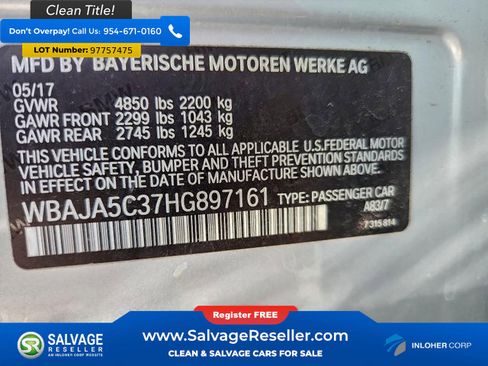 Clean Title!
Don't Overpay! Call Us: 954-671-0160
LOT Number: 97757475
MFD BY BAYERISCHE MOTOREN WERKE AG
05/17
GVWR 4850 lbs 2200 kg
GAWR FRONT 2299 lbs 1043 kg
GAWR REAR 2745 lbs 1245 kg
THIS VEHICLE CONFORMS TO ALL APPLICABLE U.S.FEDERAL MOTOR
VEHICLE SAFETY, BUMPER AND THEFT PREVENTION STANDARDS
IN EFFECT ON THE DATE OF MANUFACTURE SHOWN ABOVE.
WBAJA5C37HG897161 TYPE: PASSENGER CAR
A83/7
7315814
Register FREE!
SALVAGE
RESELLER
AN INLOHER CORP WEBSITE
www.SalvageReseller.com
CLEAN & SALVAGE CARS FOR SALE
INLOHER CORP